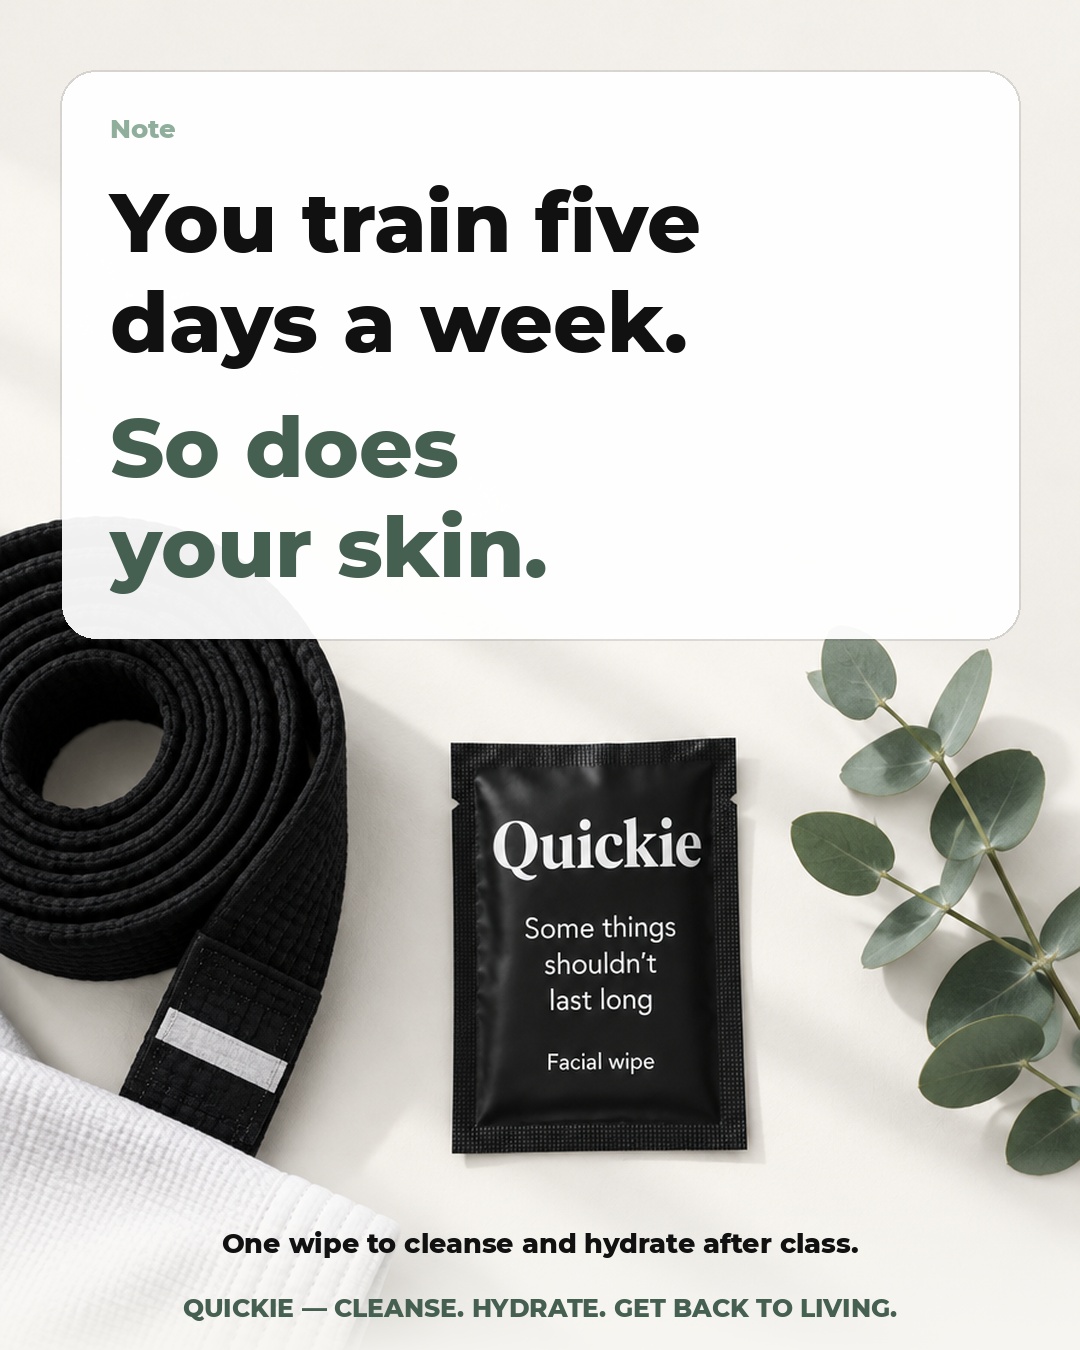 Note
You train five
days a week.
So does
your skin.
Quickie
Some things
shouldn't
last long
Facial wipe
One wipe to cleanse and hydrate after class.
QUICKIE — CLEANSE. HYDRATE. GET BACK TO LIVING.